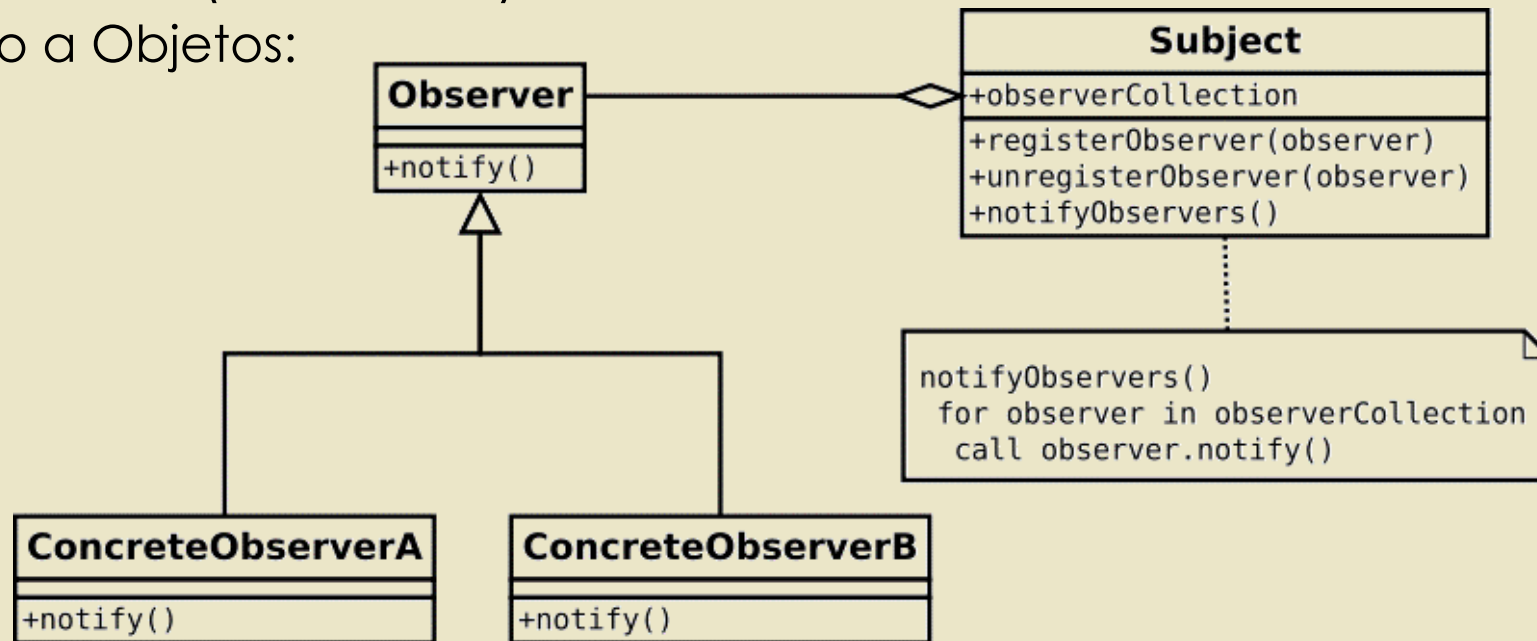 o a Objetos:
Observer
+notify()
Subject
+observerCollection
+registerObserver(observer)
+unregisterObserver(observer)
+notifyObservers()
notifyObservers()
for observer in observerCollection
call observer.notify()
ConcreteObserverA
+notify()
ConcreteObserverB
+notify()